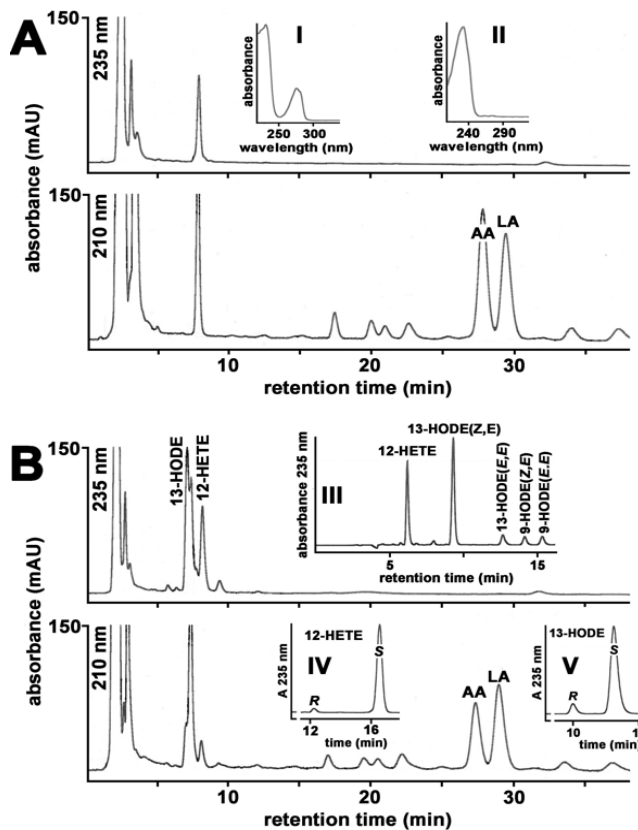 A
150
235 nm
I
absorbance
250 300
wavelength (nm)
II
absorbance
240 290
wavelength (nm)
absorbance (mAU)
150
210 nm
AA LA
10 20 30
retention time (min)
B
150
235 nm
13-HODE
12-HETE
III
absorbance 235 nm
12-HETE
13-HODE(Z,E)
13-HODE(E,E)
9-HODE(Z,E)
9-HODE(E.E)
5 15
retention time (min)
absorbance (mAU)
150
210 nm
12-HETE
IV
A 235 nm
R
S
12 16
time (min)
AA LA
13-HODE
V
A 235 nm
R
S
10
time (min)
10 20 30
retention time (min)